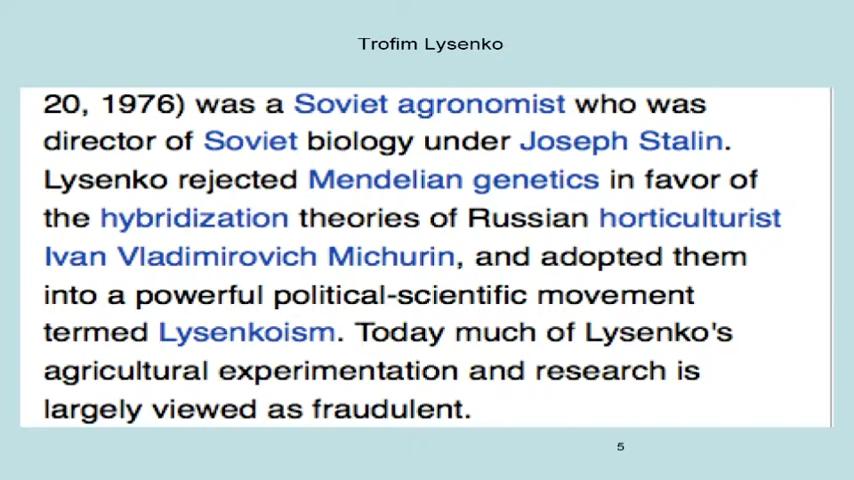 Trofim Lysenko
20, 1976) was a Soviet agronomist who was
director of Soviet biology under Joseph Stalin.
Lysenko rejected Mendelian genetics in favor of
the hybridization theories of Russian horticulturist
Ivan Vladimirovich Michurin, and adopted them
into a powerful political-scientific movement
termed Lysenkoism. Today much of Lysenko's
agricultural experimentation and research is
largely viewed as fraudulent.
5